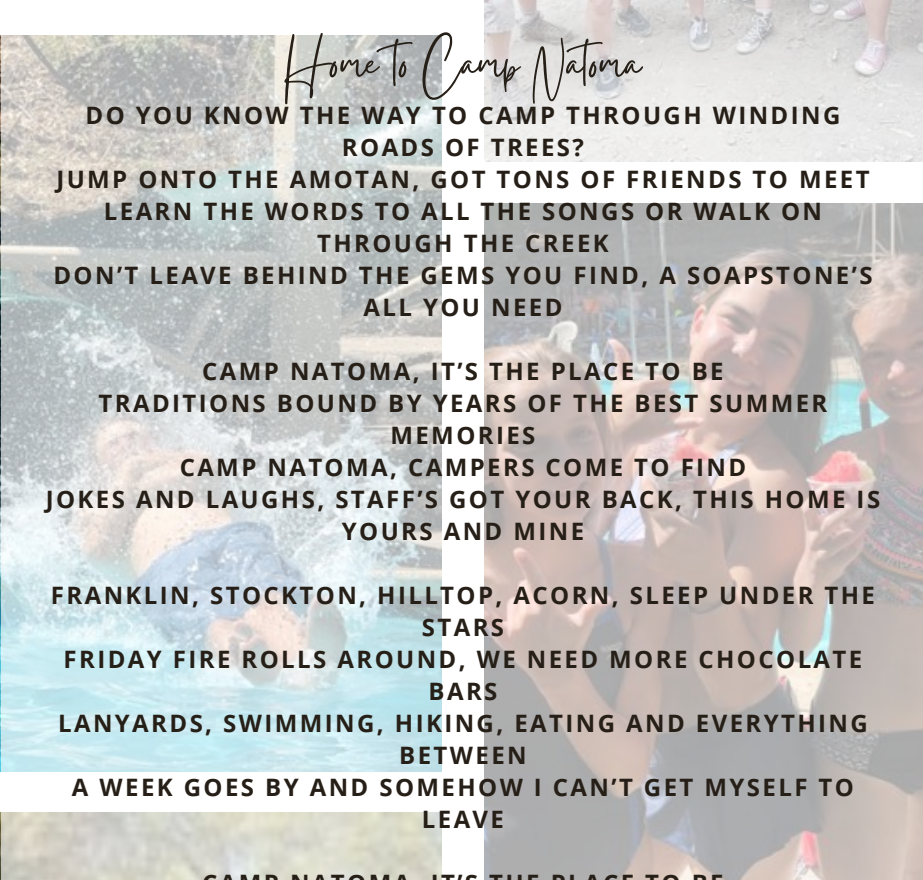 Home to Camp Natoma
DO YOU KNOW THE WAY TO CAMP THROUGH WINDING
ROADS OF TREES?
JUMP ONTO THE AMOTAN, GOT TONS OF FRIENDS TO MEET
LEARN THE WORDS TO ALL THE SONGS OR WALK ON
THROUGH THE CREEK
DON'T LEAVE BEHIND THE GEMS YOU FIND, A SOAPSTONE'S
ALL YOU NEED
CAMP NATOMA, IT'S THE PLACE TO BE
TRADITIONS BOUND BY YEARS OF THE BEST SUMMER
MEMORIES
CAMP NATOMA, CAMPERS COME TO FIND
JOKES AND LAUGHS, STAFF'S GOT YOUR BACK, THIS HOME IS
YOURS AND MINE
FRANKLIN, STOCKTON, HILLTOP, ACORN, SLEEP UNDER THE
STARS
FRIDAY FIRE ROLLS AROUND, WE NEED MORE CHOCOLATE
BARS
LANYARDS, SWIMMING, HIKING, EATING AND EVERYTHING
BETWEEN
A WEEK GOES BY AND SOMEHOW I CAN'T GET MYSELF TO
LEAVE
CAMP NATOMA, IT'S THE PLACE TO BE